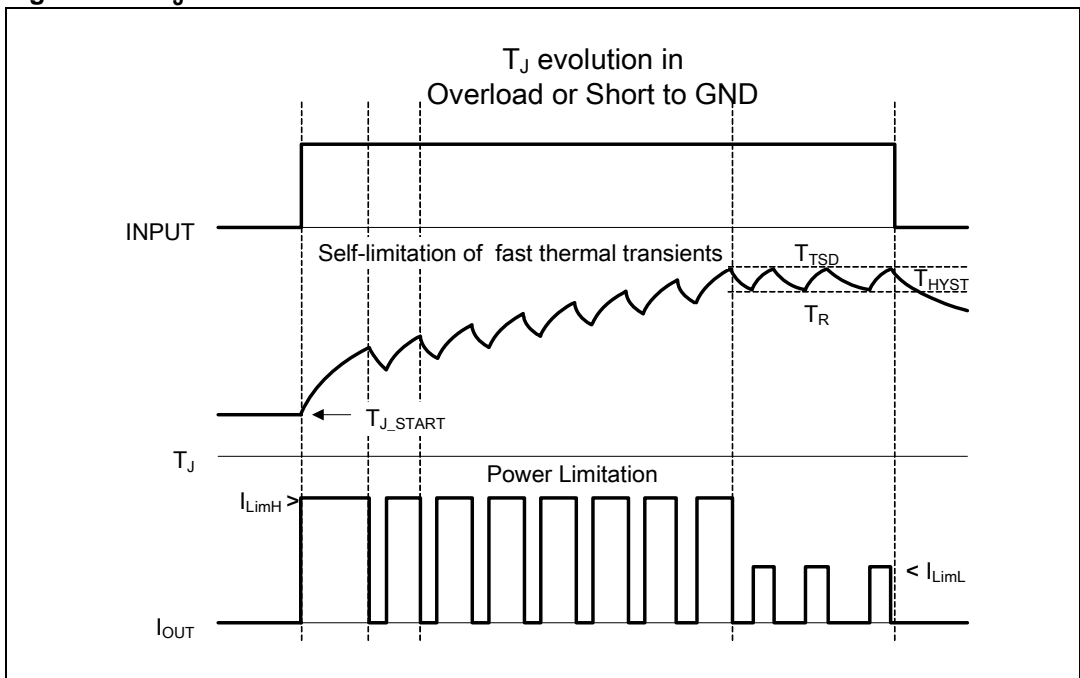 T_J evolution in
Overload or Short to GND
INPUT
Self-limitation of fast thermal transients
T_TSD
T_HYST
T_R
T_J_START
T_J
Power Limitation
I_LimH >
< I_LimL
I_OUT